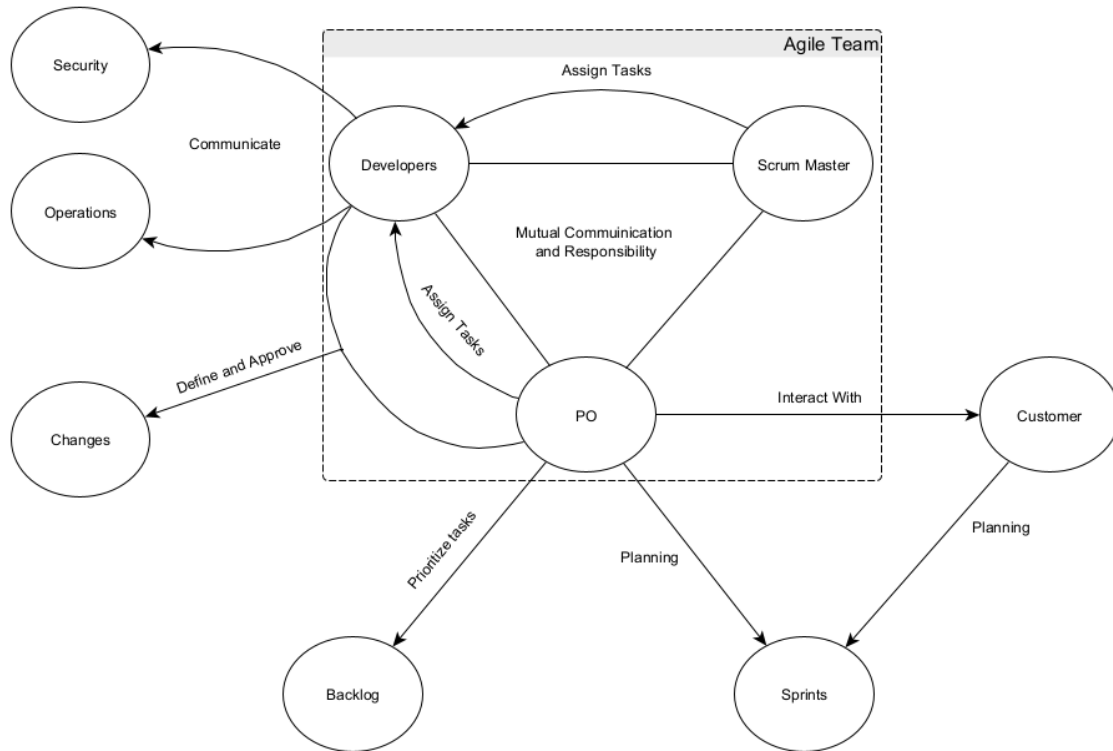 Agile Team
Security
Assign Tasks
Communicate
Developers
Scrum Master
Operations
Mutual Commuinication
and Responsibility
Assign Tasks
Define and Approve
Changes
PO
Interact With
Customer
Prioritize tasks
Planning
Planning
Backlog
Sprints